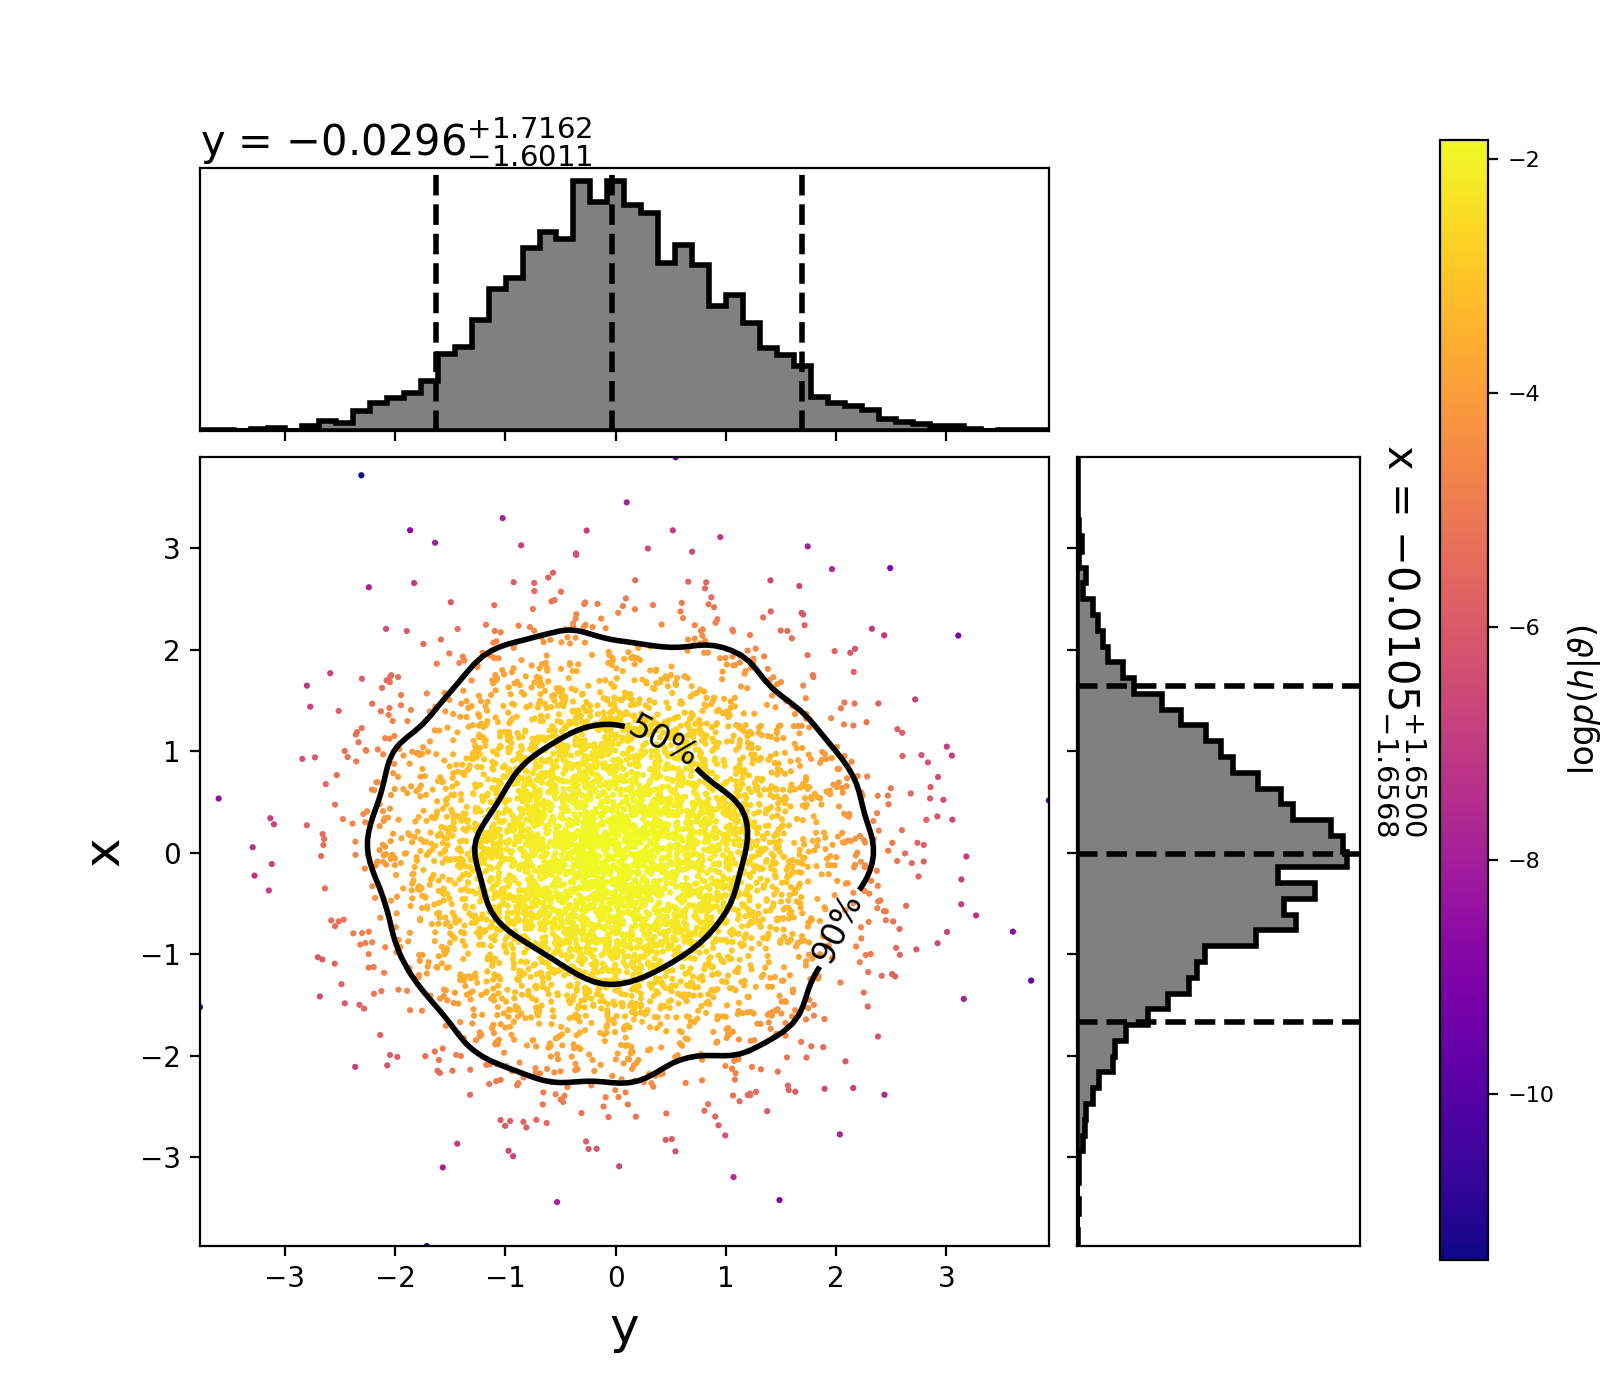 y = −0.0296 +1.7162 −1.6011
x = −0.0105 +1.6500 −1.6568
−2
−4
−6
−8
−10
log p(h|ϑ)
50%
90%
3
2
1
0
−1
−2
−3
x
−3 −2 −1 0 1 2 3
y